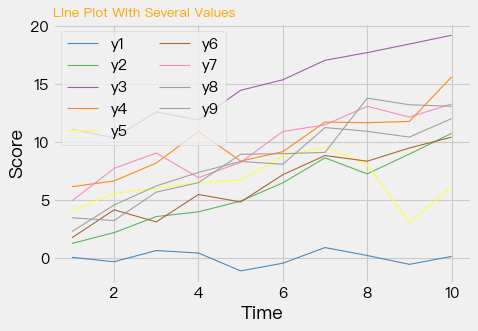 Line Plot With Several Values
20
15
10
5
0
Score
y1 y6
y2 y7
y3 y8
y4 y9
y5
2 4 6 8 10
Time